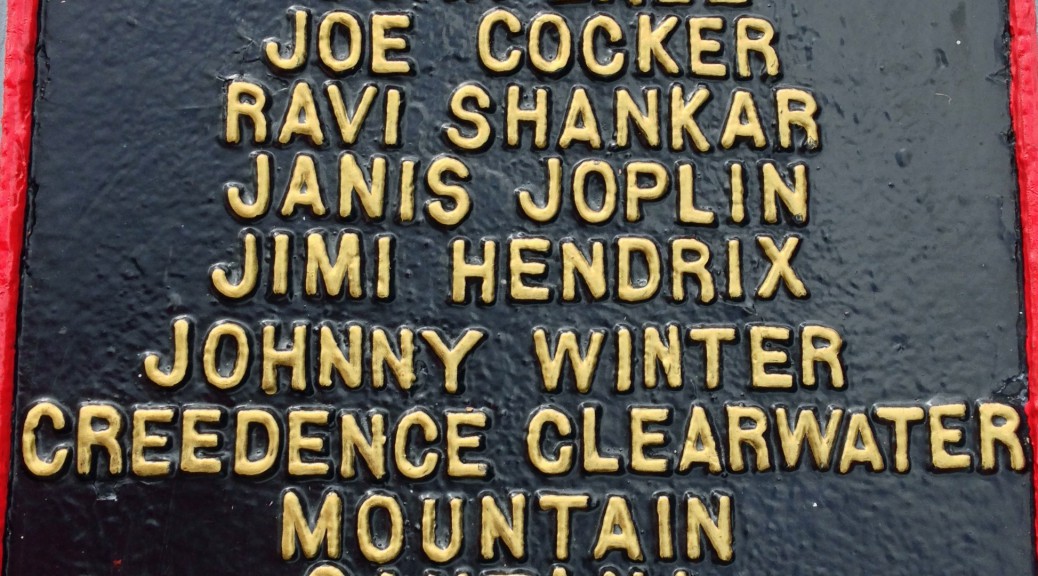 JOE COCKER
RAVI SHANKAR
JANIS JOPLIN
JIMI HENDRIX
JOHNNY WINTER
CREEDENCE CLEARWATER
MOUNTAIN